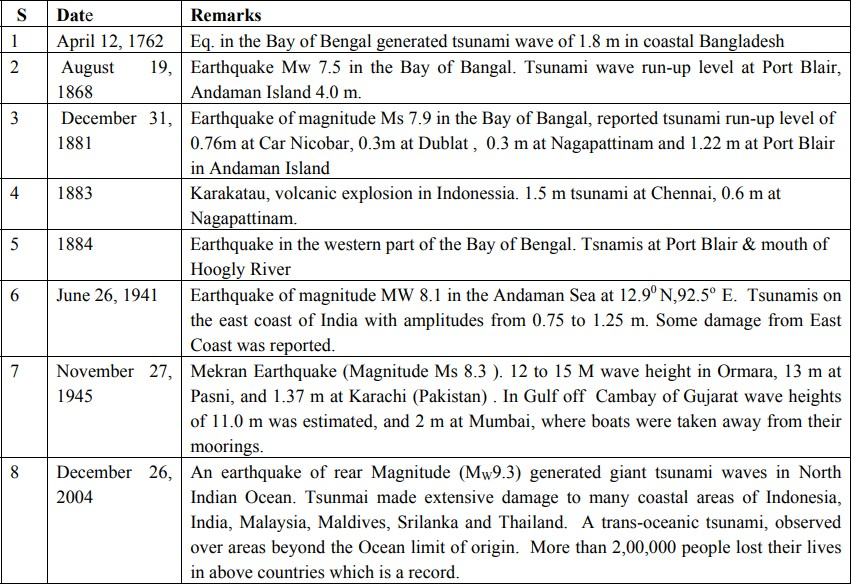 S Date Remarks
1 April 12, 1762 Eq. in the Bay of Bengal generated tsunami wave of 1.8 m in coastal Bangladesh
2 August 19, Earthquake Mw 7.5 in the Bay of Bangal. Tsunami wave run-up level at Port Blair,
1868 Andaman Island 4.0 m.
3 December 31, Earthquake of magnitude Ms 7.9 in the Bay of Bangal, reported tsunami run-up level of
1881 0.76m at Car Nicobar, 0.3m at Dublat , 0.3 m at Nagapattinam and 1.22 m at Port Blair
in Andaman Island
4 1883 Karakatau, volcanic explosion in Indonessia. 1.5 m tsunami at Chennai, 0.6 m at
Nagapattinam.
5 1884 Earthquake in the western part of the Bay of Bengal. Tsnamis at Port Blair & mouth of
Hoogly River
6 June 26, 1941 Earthquake of magnitude MW 8.1 in the Andaman Sea at 12.9⁰ N,92.5º E. Tsunamis on
the east coast of India with amplitudes from 0.75 to 1.25 m. Some damage from East
Coast was reported.
7 November 27, Mekran Earthquake (Magnitude Ms 8.3 ). 12 to 15 M wave height in Ormara, 13 m at
1945 Pasni, and 1.37 m at Karachi (Pakistan) . In Gulf off Cambay of Gujarat wave heights
of 11.0 m was estimated, and 2 m at Mumbai, where boats were taken away from their
moorings.
8 December 26, An earthquake of rear Magnitude (MW9.3) generated giant tsunami waves in North
2004 Indian Ocean. Tsunmai made extensive damage to many coastal areas of Indonesia,
India, Malaysia, Maldives, Srilanka and Thailand. A trans-oceanic tsunami, observed
over areas beyond the Ocean limit of origin. More than 2,00,000 people lost their lives
in above countries which is a record.